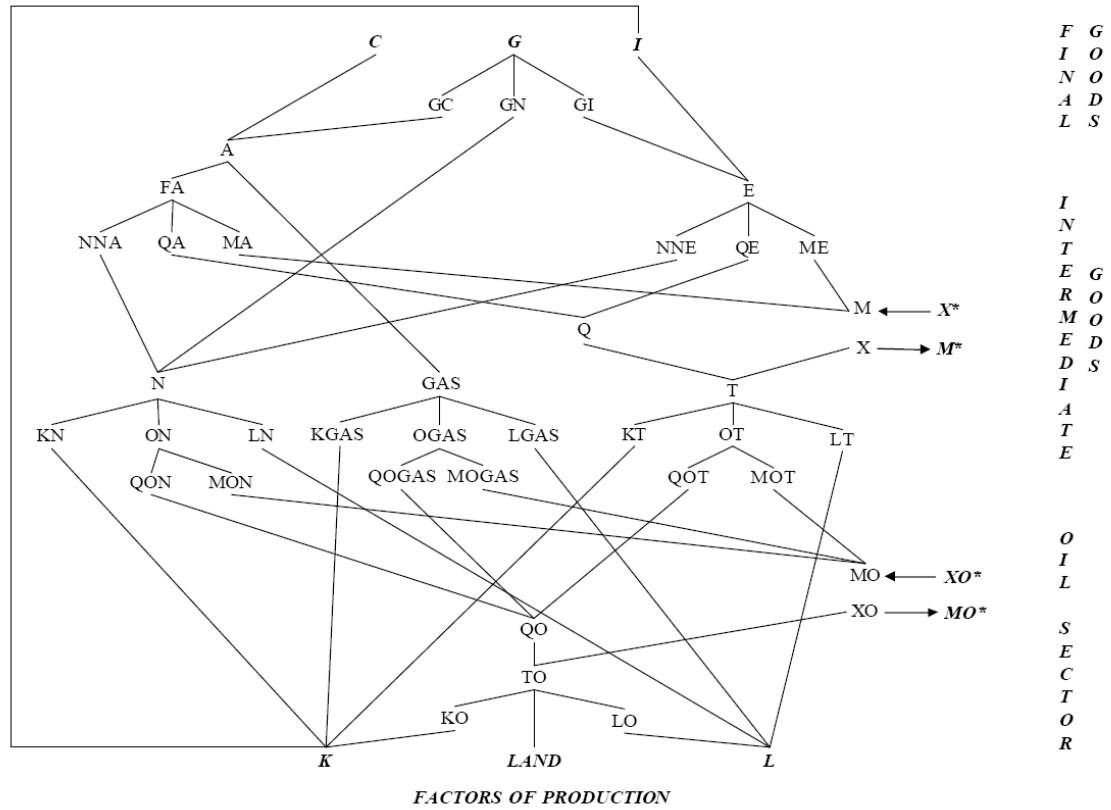 C G I
GC GN GI
A
FA E
NNA QA MA NNE QE ME
M X*
Q
X M*
N GAS T
KN ON LN KGAS OGAS LGAS KT OT LT
QON MON QOGAS MOGAS QOT MOT
MO XO*
XO MO*
QO
TO
KO LO
K LAND L
FACTORS OF PRODUCTION
FINAL GOODS
INTERMEDIATE GOODS
OIL SECTOR